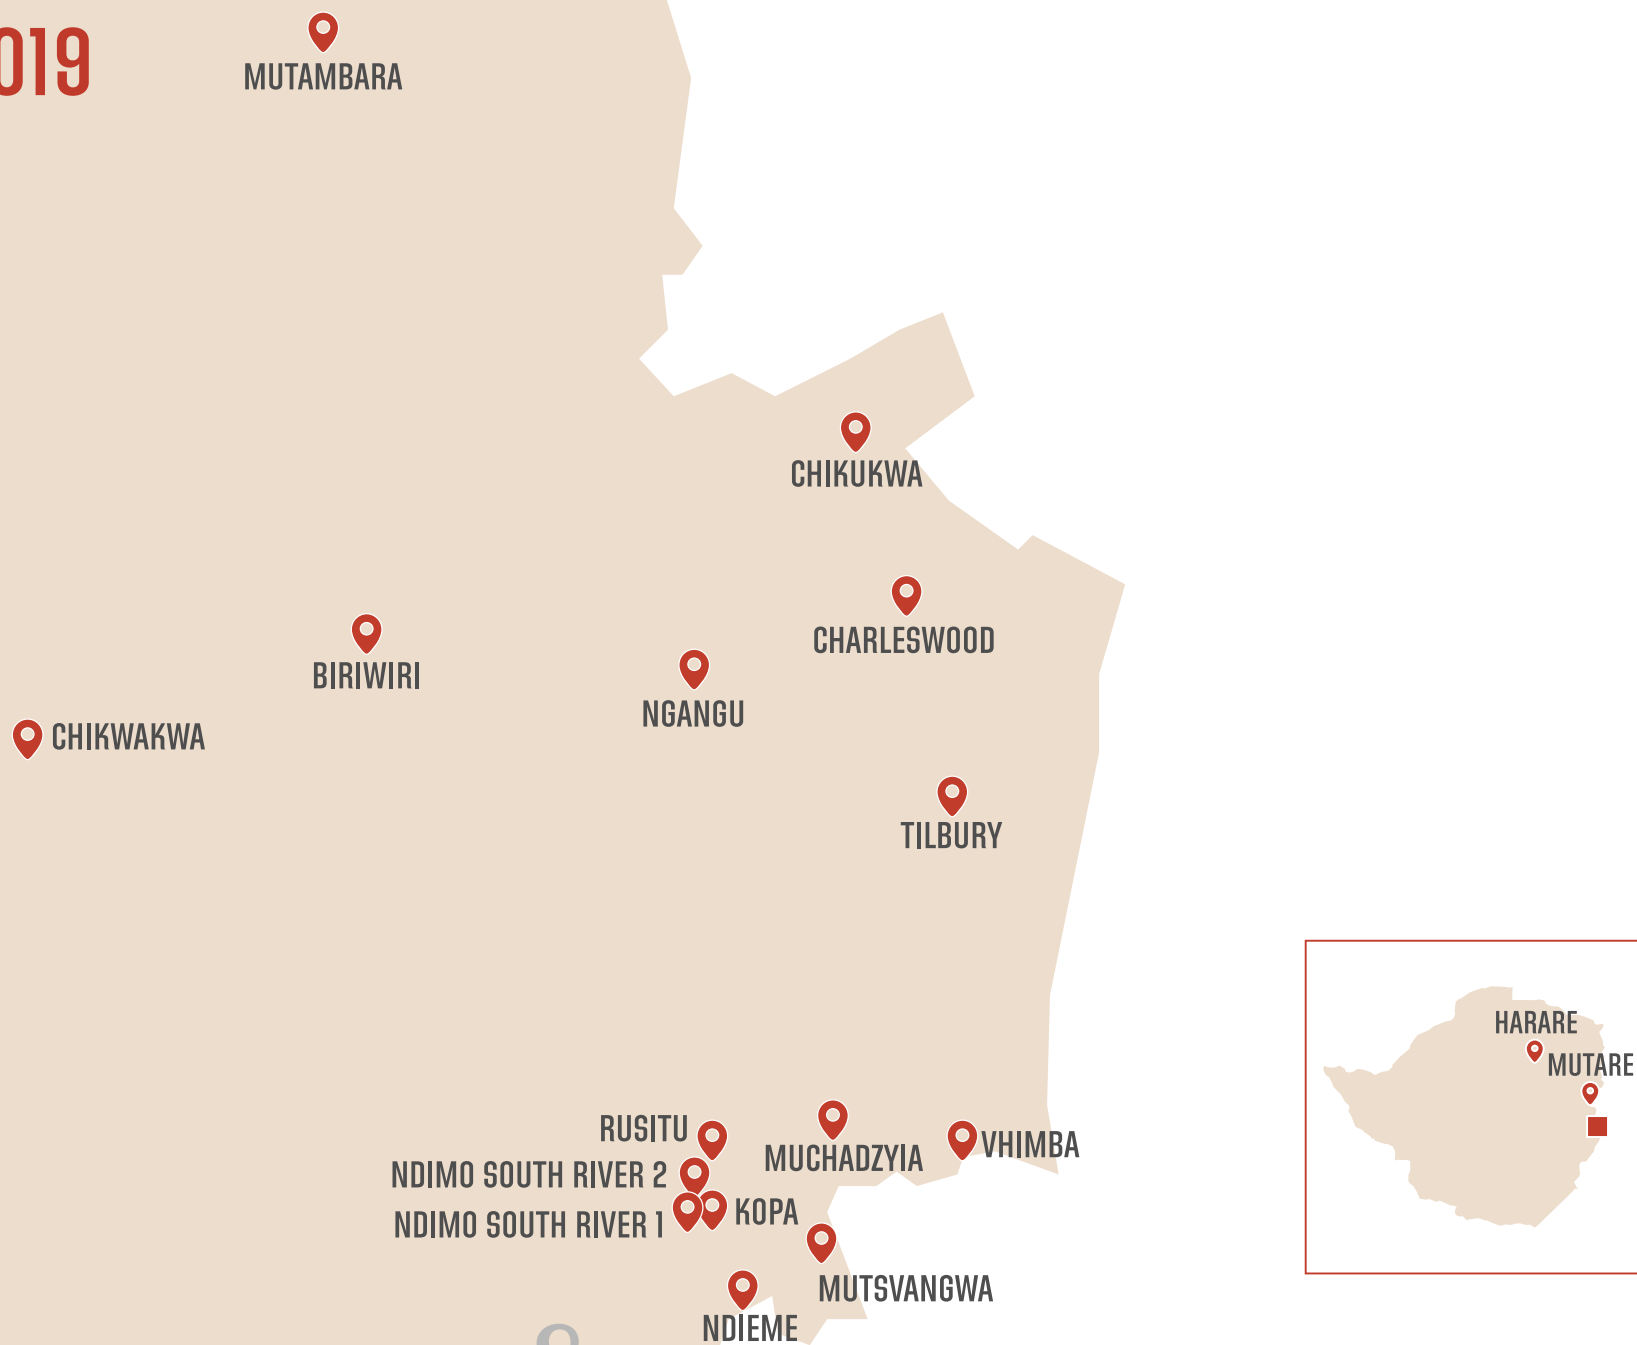 019
MUTAMBARA
CHIKUKWA
CHARLESWOOD
BIRIWIRI
NGANGU
CHIKWAKWA
TILBURY
HARARE
MUTARE
RUSITU
MUCHADZYIA
VHIMBA
NDIMO SOUTH RIVER 2
KOPA
NDIMO SOUTH RIVER 1
MUTSVANGWA
NDIEME